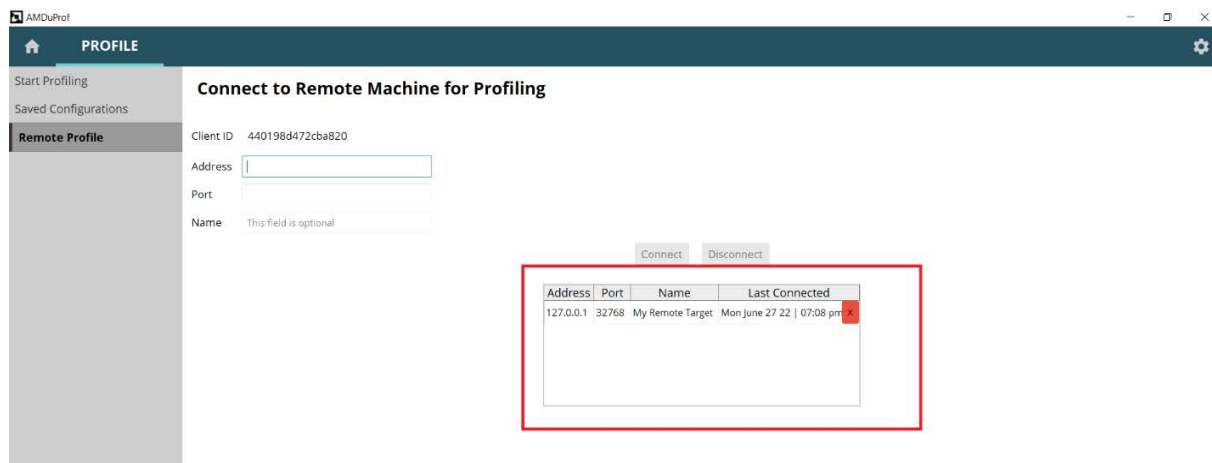 AMDuProf
PROFILE
Start Profiling
Saved Configurations
Remote Profile
Connect to Remote Machine for Profiling
Client ID 440198d472cba820
Address
Port
Name This field is optional
Connect Disconnect
Address Port Name Last Connected
127.0.0.1 32768 My Remote Target Mon June 27 22 | 07:08 pm x